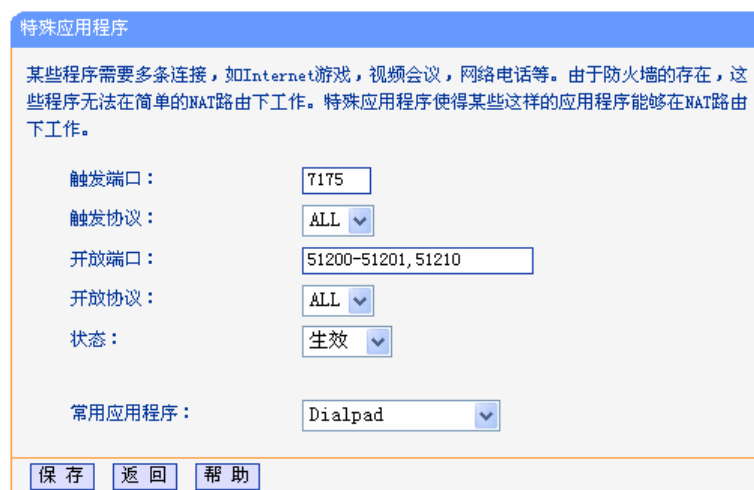 特殊应用程序
某些程序需要多条连接，如Internet游戏，视频会议，网络电话等。由于防火墙的存在，这
些程序无法在简单的NAT路由下工作。特殊应用程序使得某些这样的应用程序能够在NAT路由
下工作。
触发端口： 7175
触发协议： ALL
开放端口： 51200-51201,51210
开放协议： ALL
状态： 生效
常用应用程序： Dialpad
保 存 返 回 帮 助